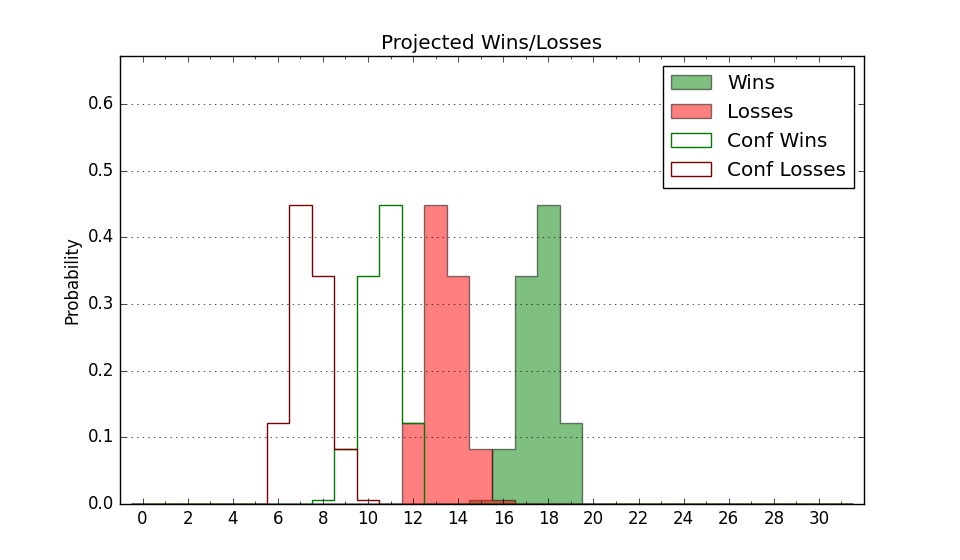 Projected Wins/Losses
Wins
Losses
Conf Wins
Conf Losses
Probability
0.6
0.5
0.4
0.3
0.2
0.1
0.0
0 2 4 6 8 10 12 14 16 18 20 22 24 26 28 30